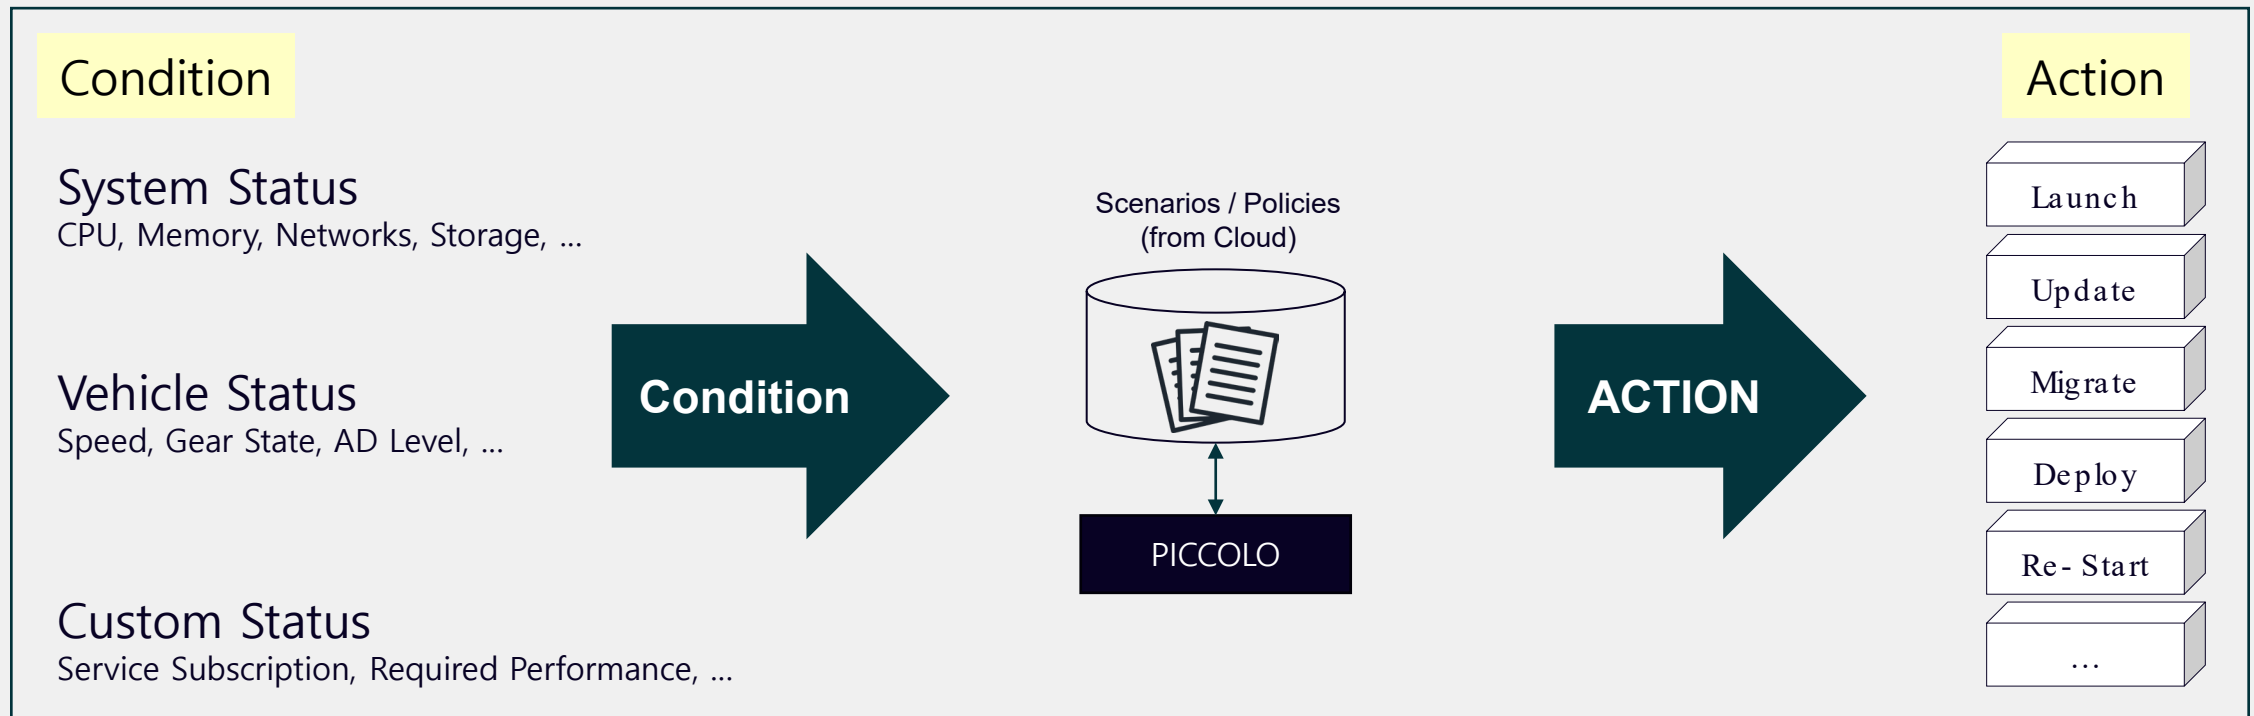 Condition
System Status
CPU, Memory, Networks, Storage, ...
Vehicle Status
Speed, Gear State, AD Level, ...
Custom Status
Service Subscription, Required Performance, ...
Condition
Scenarios / Policies
(from Cloud)
PICCOLO
ACTION
Action
Launch
Update
Migrate
Deploy
Re-Start
...